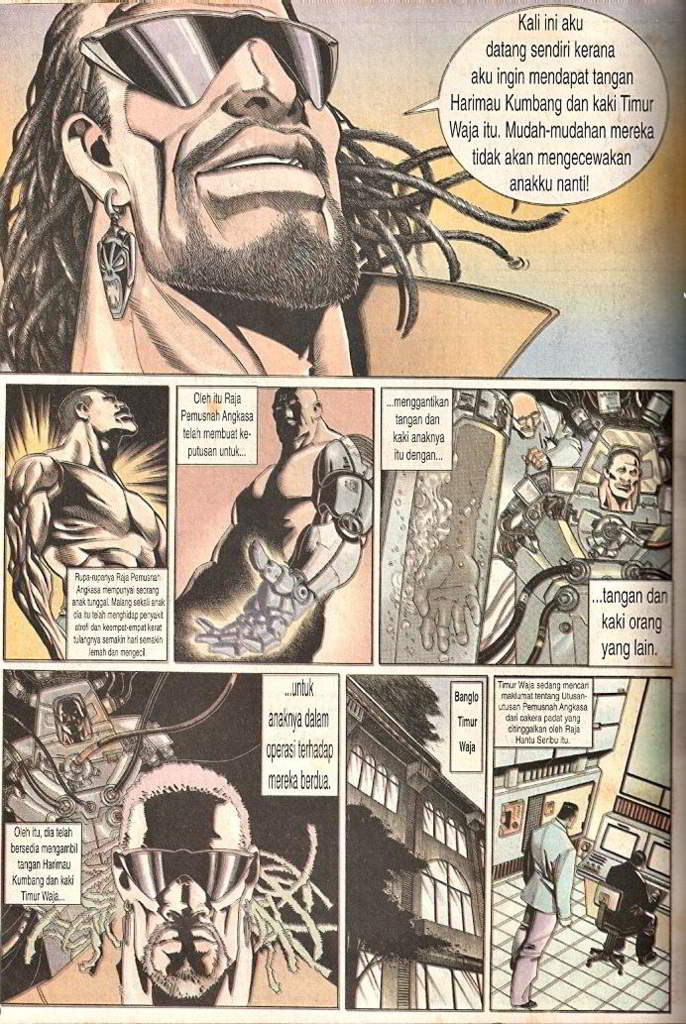 Kali ini aku
datang sendiri kerana
aku ingin mendapat tangan
Harimau Kumbang dan kaki Timur
Waja itu. Mudah-mudahan mereka
tidak akan mengecewakan
anakku nanti!
Rupa-rupanya Raja Pemusnah
Angkasa mempunyai seorang
anak tunggal. Malang sekali anak
dia itu telah menghidap penyakit
atrofi dan keempat-empat kerat
tulangnya semakin hari semakin
lemah dan mengecil.
Oleh itu Raja
Pemusnah Angkasa
telah membuat ke-
putusan untuk...
...menggantikan
tangan dan
kaki anaknya
itu dengan...
...tangan dan
kaki orang
yang lain.
Oleh itu, dia telah
bersedia mengambil
tangan Harimau
Kumbang dan kaki
Timur Waja...
...untuk
anaknya dalam
operasi terhadap
mereka berdua.
Banglo
Timur
Waja
Timur Waja sedang mencari
maklumat tentang Utusan-
utusan Pemusnah Angkasa
dari cakera padat yang
ditinggalkan oleh Raja
Hantu Seribu itu.